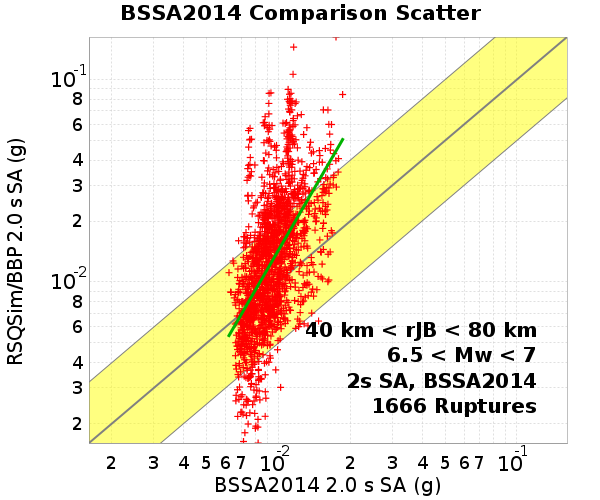 BSSA2014 Comparison Scatter
RSQSim/BBP 2.0 s SA (g)
10-1
8
6
4
3
2
10-2
8
6
4
3
2
40 km < rJB < 80 km
6.5 < Mw < 7
2s SA, BSSA2014
1666 Ruptures
2 3 4 5 6 7 10-2 2 3 4 5 6 7 10-1
BSSA2014 2.0 s SA (g)